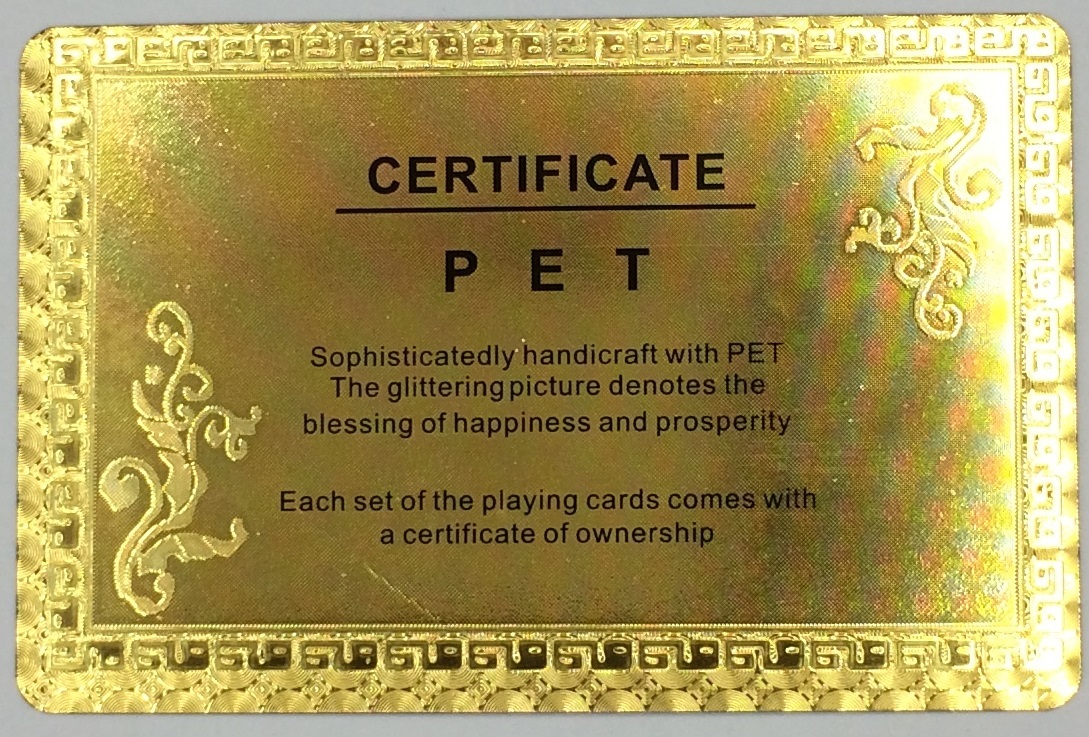 CERTIFICATE
P E T
Sophisticatedly handicraft with PET
The glittering picture denotes the
blessing of happiness and prosperity
Each set of the playing cards comes with
a certificate of ownership